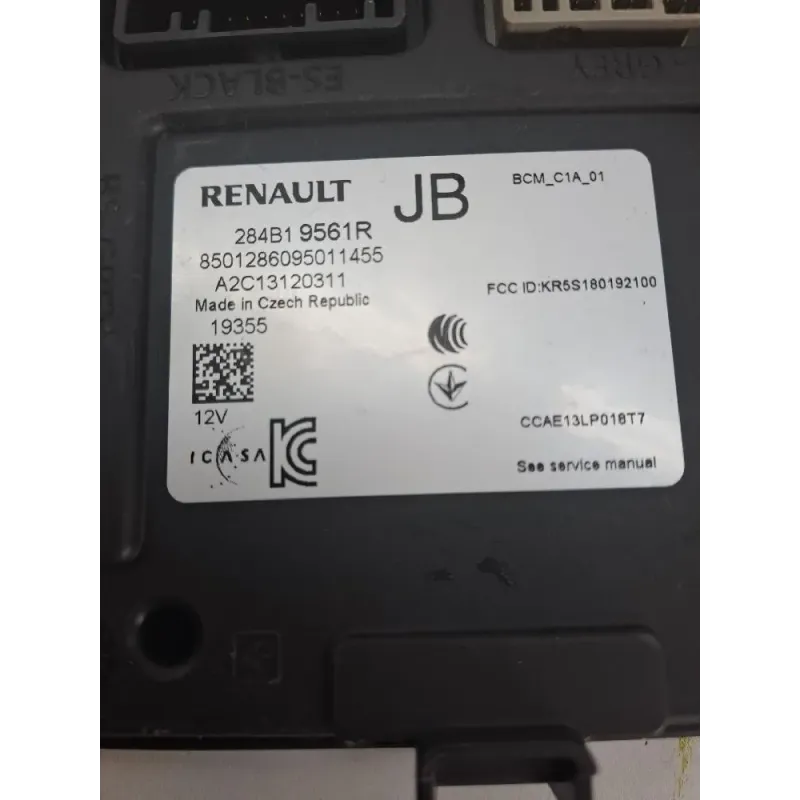 ES-BLACK
GREY
RENAULT
JB
BCM_C1A_01
284B1 9561R
8501286095011455
A2C13120311
FCC ID:KR5S180192100
Made in Czech Republic
19355
12V
CCAE13LP018T7
ICASA
See service manual